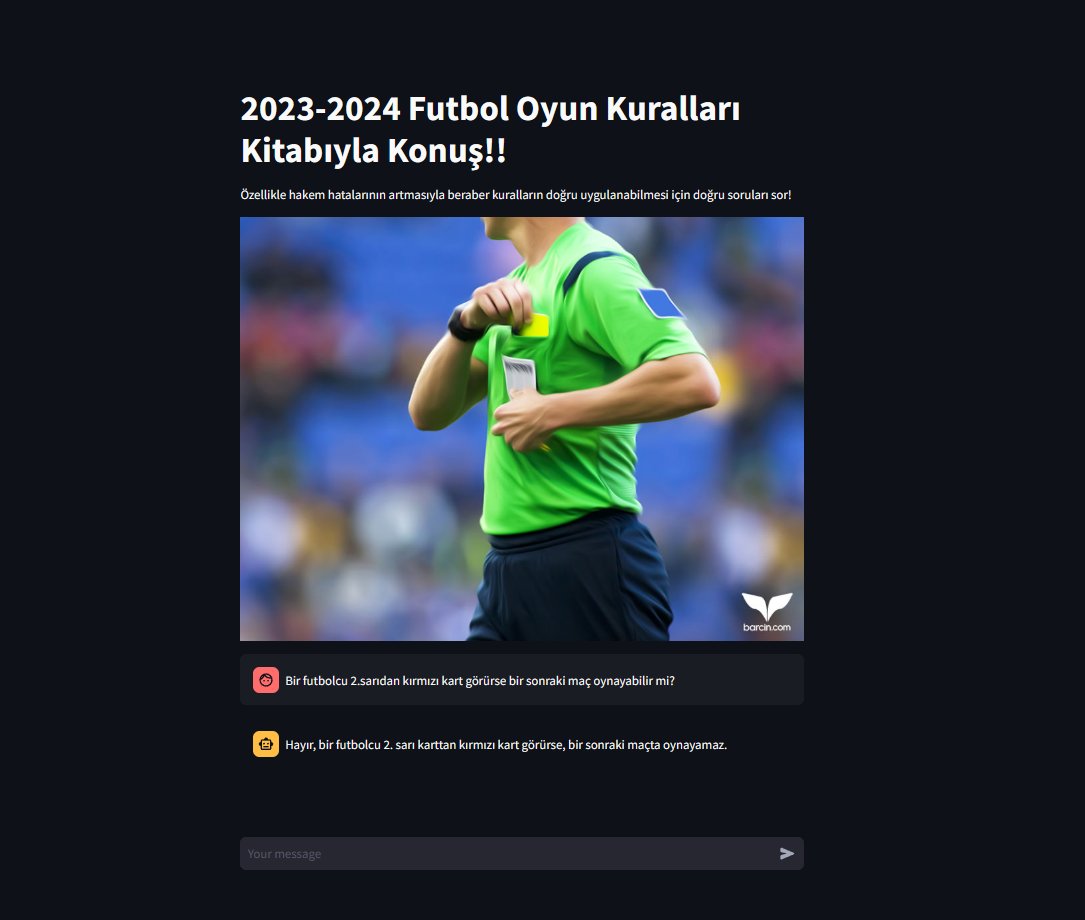 2023-2024 Futbol Oyun Kuralları
Kitabıyla Konuş!!
Özellikle hakem hatalarının artmasıyla beraber kuralların doğru uygulanabilmesi için doğru soruları sor!
barcin.com
Bir futbolcu 2.sarıdan kırmızı kart görürse bir sonraki maç oynayabilir mi?
Hayır, bir futbolcu 2. sarı karttan kırmızı kart görürse, bir sonraki maçta oynayamaz.
Your message